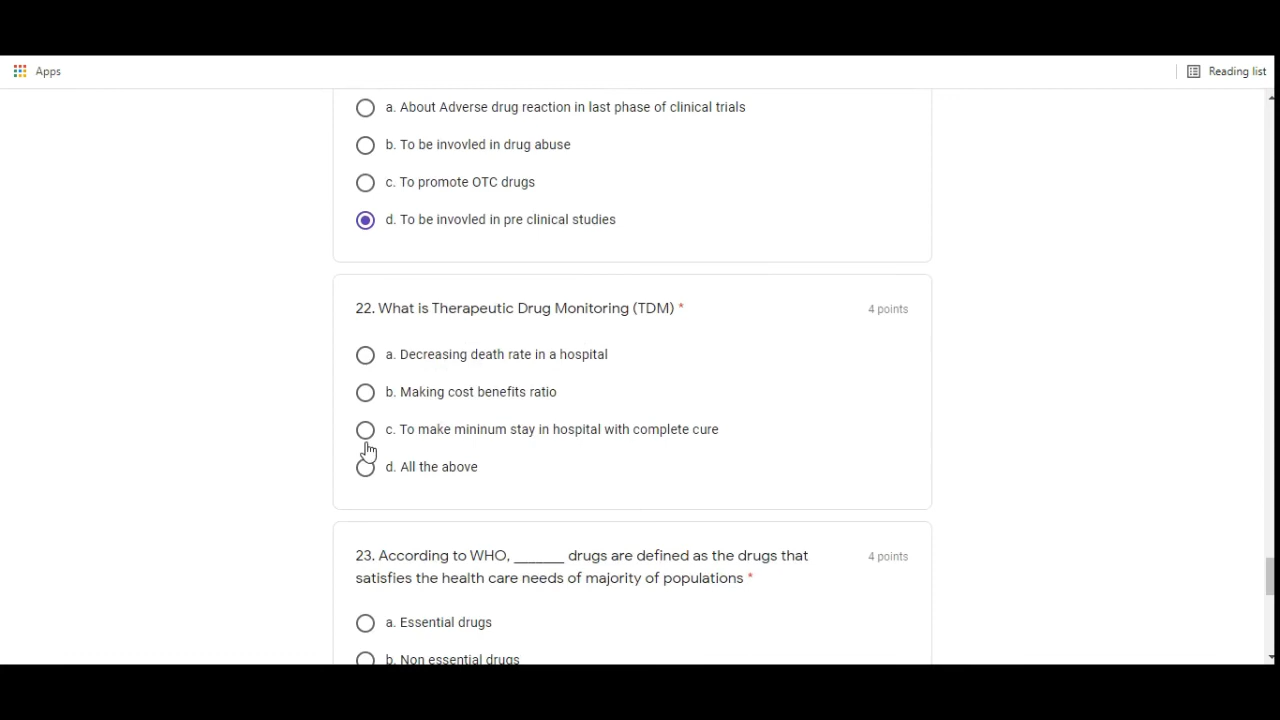 Apps
Reading list
a. About Adverse drug reaction in last phase of clinical trials
b. To be invovled in drug abuse
c. To promote OTC drugs
d. To be invovled in pre clinical studies
22. What is Therapeutic Drug Monitoring (TDM) *
4 points
a. Decreasing death rate in a hospital
b. Making cost benefits ratio
c. To make mininum stay in hospital with complete cure
d. All the above
23. According to WHO, _______ drugs are defined as the drugs that
satisfies the health care needs of majority of populations *
4 points
a. Essential drugs
b. Non essential drugs